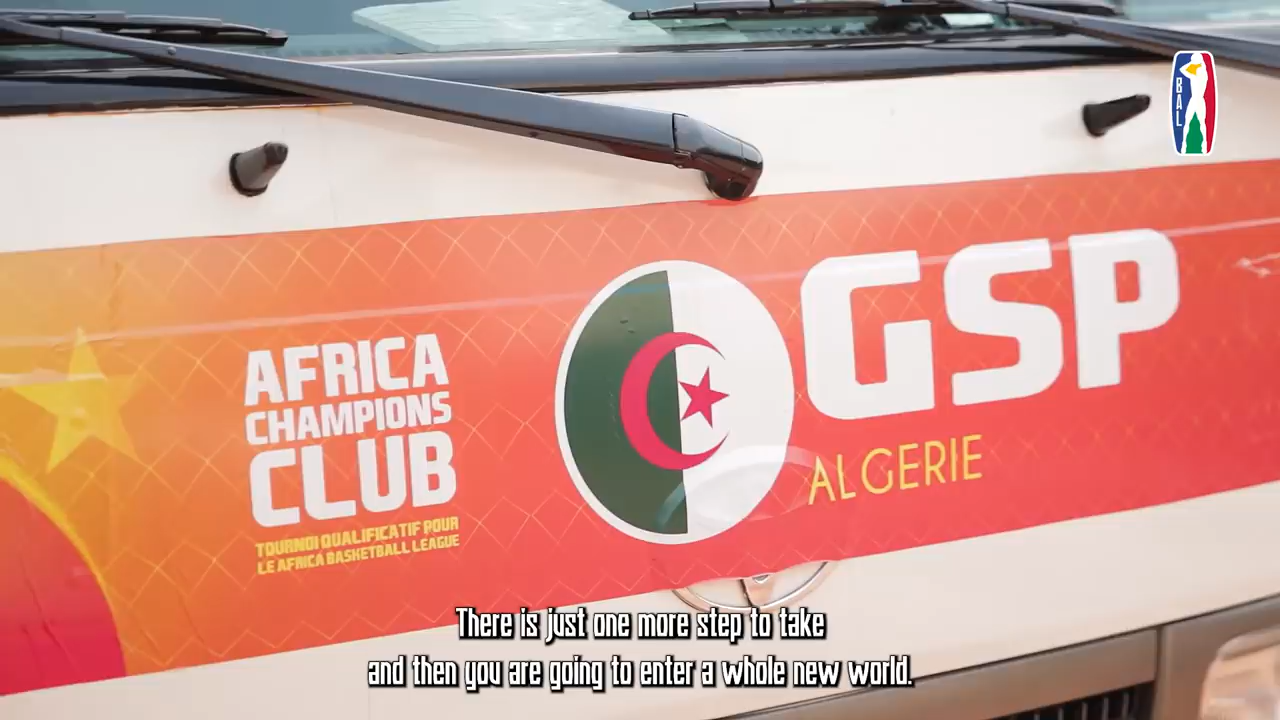 BAL
AFRICA
CHAMPIONS
CLUB
TOURNOI QUALIFICATIF POUR
LE AFRICA BASKETBALL LEAGUE
GSP
ALGERIE
There is just one more step to take
and then you are going to enter a whole new world.